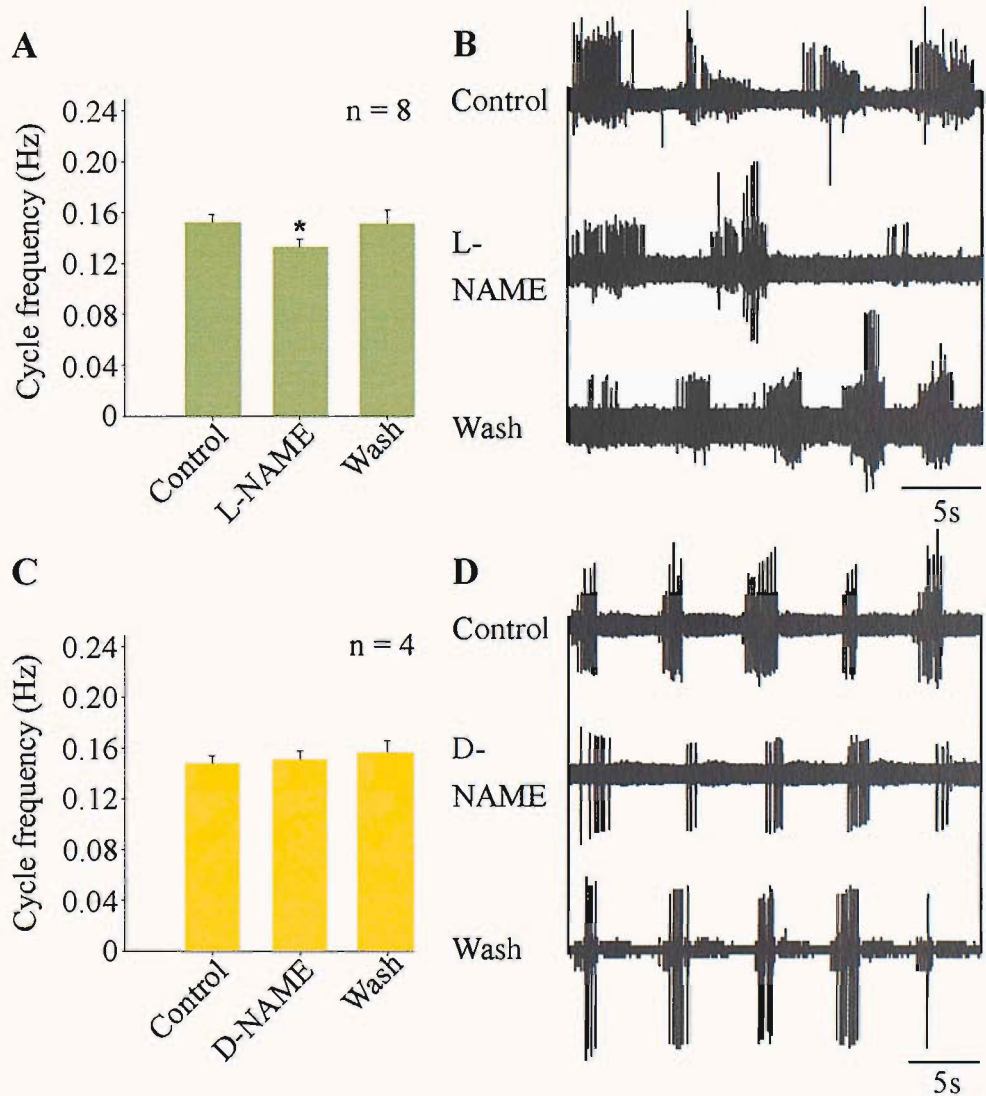 A
n = 8
Cycle frequency (Hz)
0.24
0.20
0.16
0.12
0.08
0.04
0
*
Control
L-NAME
Wash
B
Control
L-
NAME
Wash
5s
C
n = 4
Cycle frequency (Hz)
0.24
0.20
0.16
0.12
0.08
0.04
0
Control
D-NAME
Wash
D
Control
D-
NAME
Wash
5s